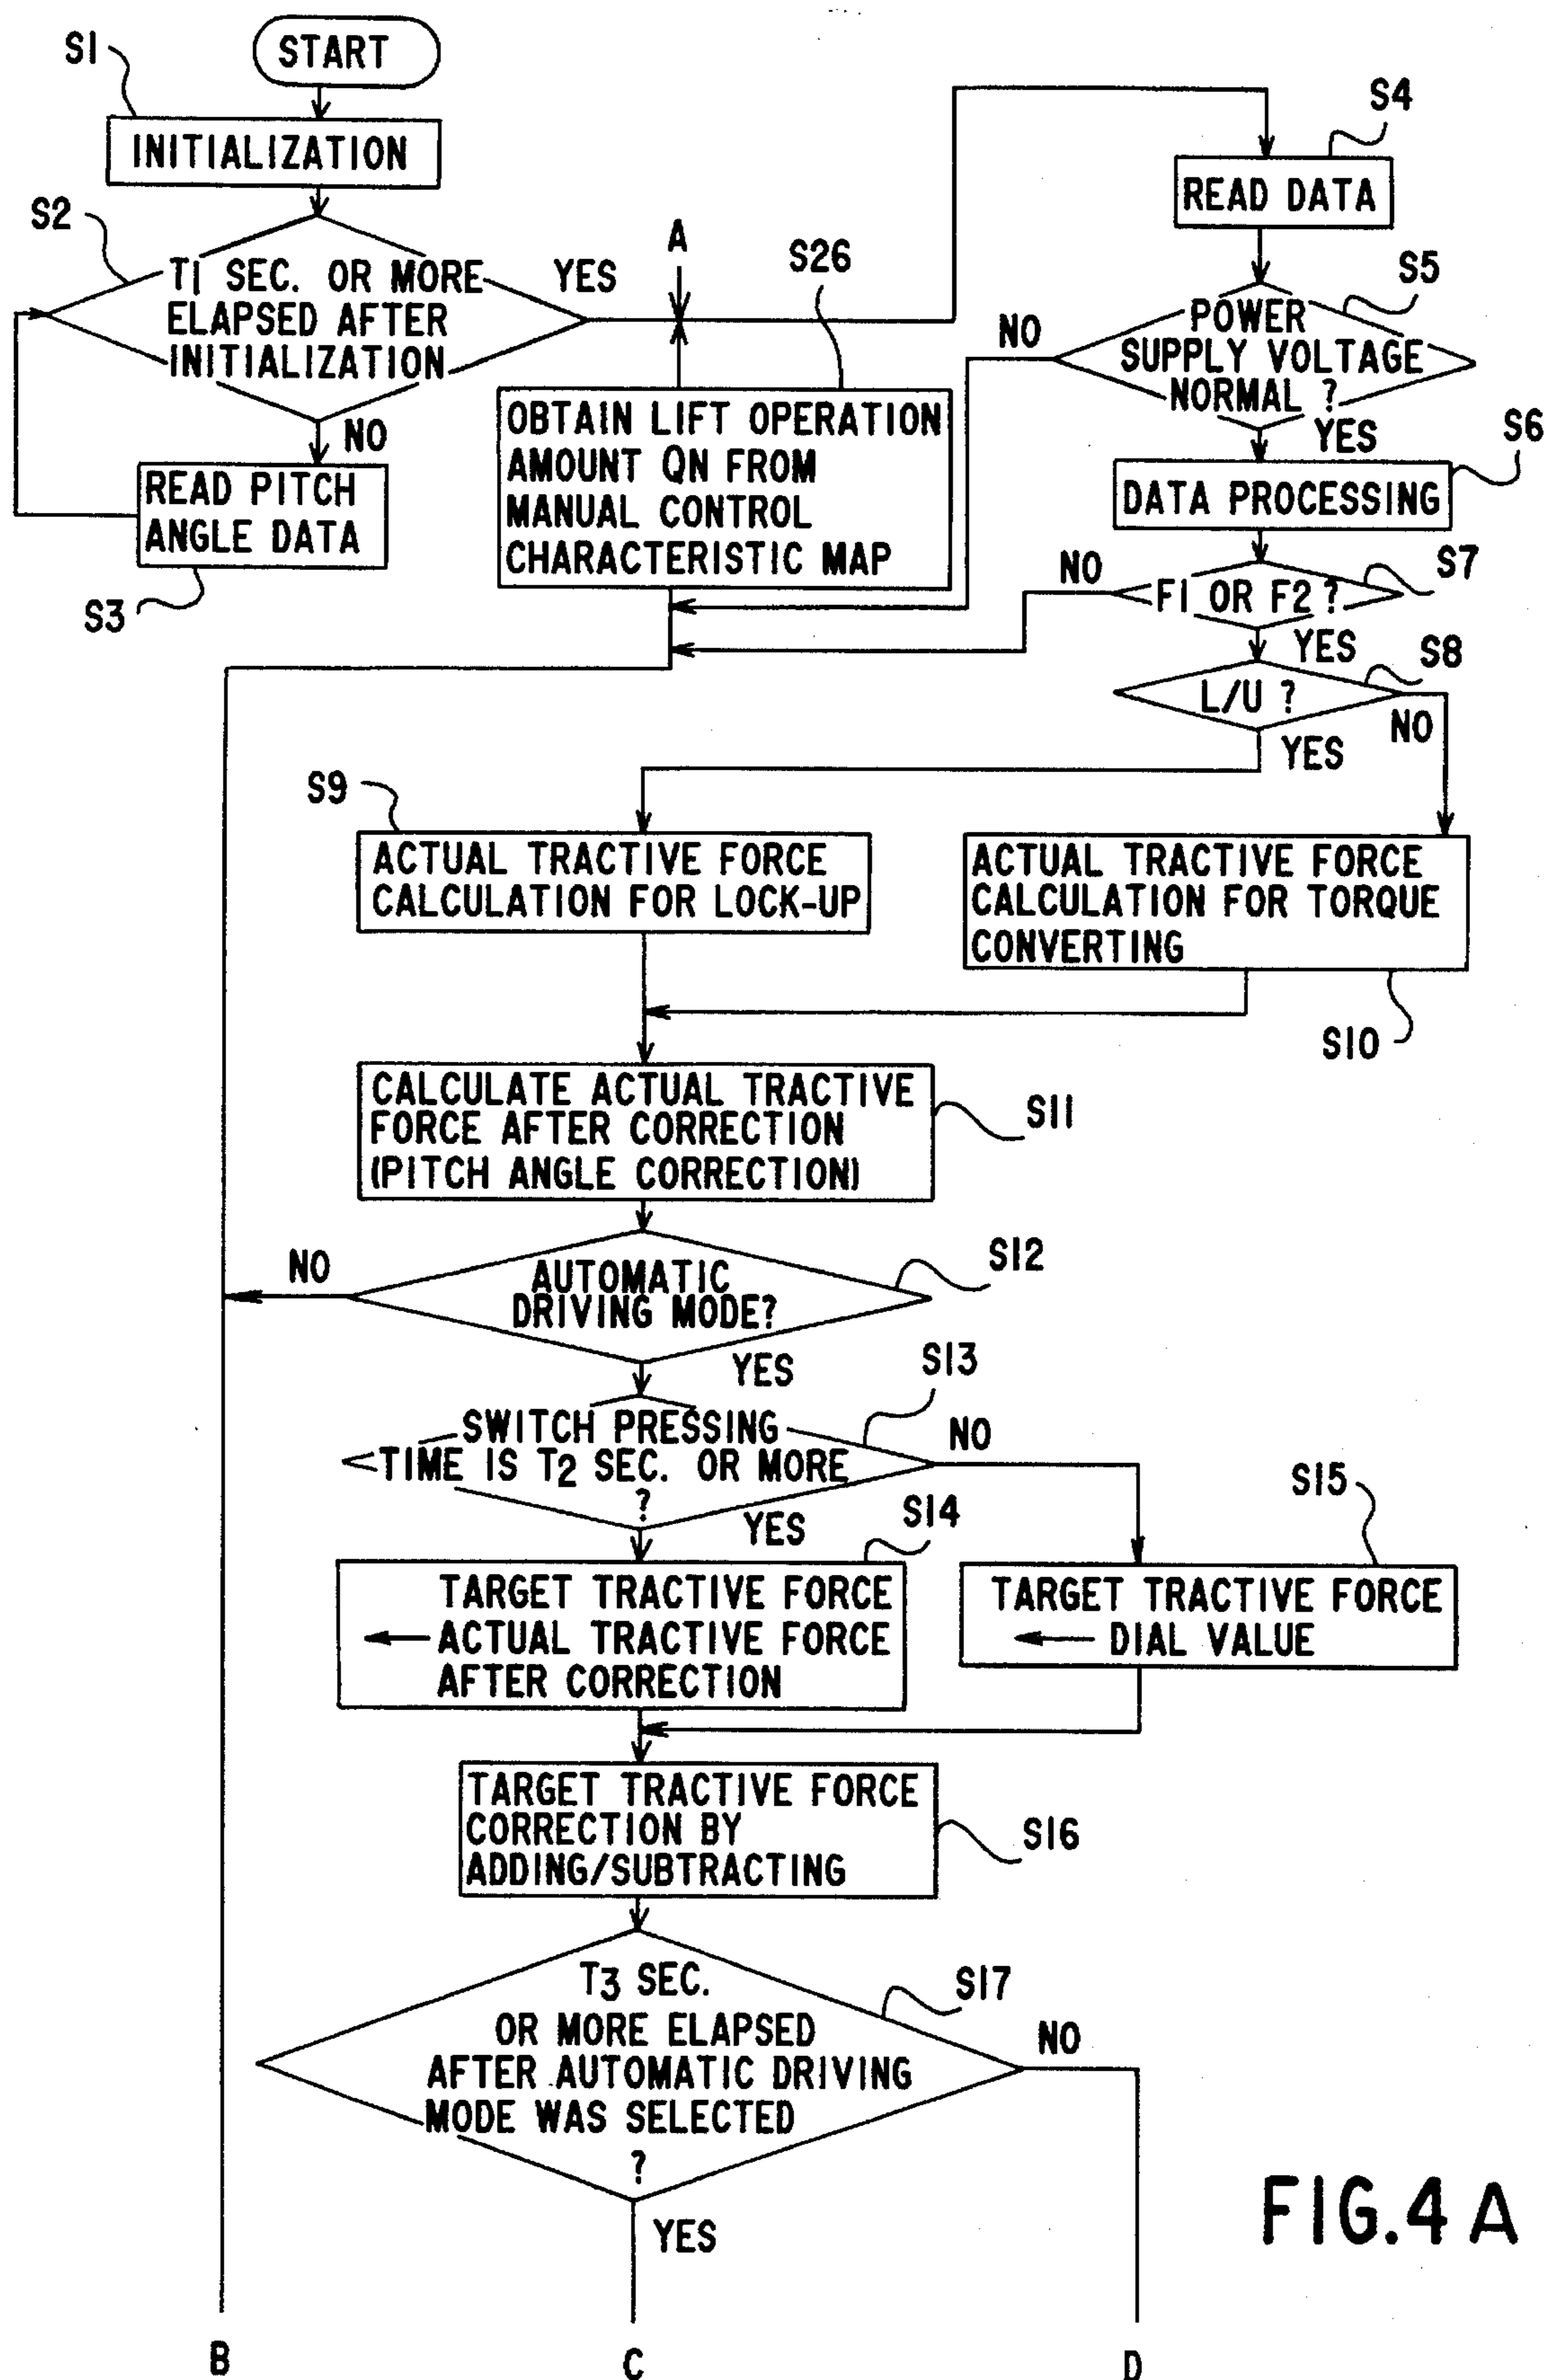 START
S1
INITIALIZATION
S2
T1 SEC. OR MORE
ELAPSED AFTER
INITIALIZATION
YES
NO
READ PITCH
ANGLE DATA
S3
A
S26
OBTAIN LIFT OPERATION
AMOUNT QN FROM
MANUAL CONTROL
CHARACTERISTIC MAP
S4
READ DATA
S5
POWER
SUPPLY VOLTAGE
NORMAL ?
NO
YES
S6
DATA PROCESSING
S7
F1 OR F2 ?
NO
YES
S8
L/U ?
NO
YES
S9
ACTUAL TRACTIVE FORCE
CALCULATION FOR LOCK-UP
ACTUAL TRACTIVE FORCE
CALCULATION FOR TORQUE
CONVERTING
S10
CALCULATE ACTUAL TRACTIVE
FORCE AFTER CORRECTION
(PITCH ANGLE CORRECTION)
S11
S12
AUTOMATIC
DRIVING MODE?
NO
YES
S13
SWITCH PRESSING
TIME IS T2 SEC. OR MORE
?
NO
YES
S14
TARGET TRACTIVE FORCE
←ACTUAL TRACTIVE FORCE
AFTER CORRECTION
S15
TARGET TRACTIVE FORCE
← DIAL VALUE
TARGET TRACTIVE FORCE
CORRECTION BY
ADDING/SUBTRACTING
S16
S17
T3 SEC.
OR MORE ELAPSED
AFTER AUTOMATIC DRIVING
MODE WAS SELECTED
?
NO
YES
B
C
D
FIG.4 A